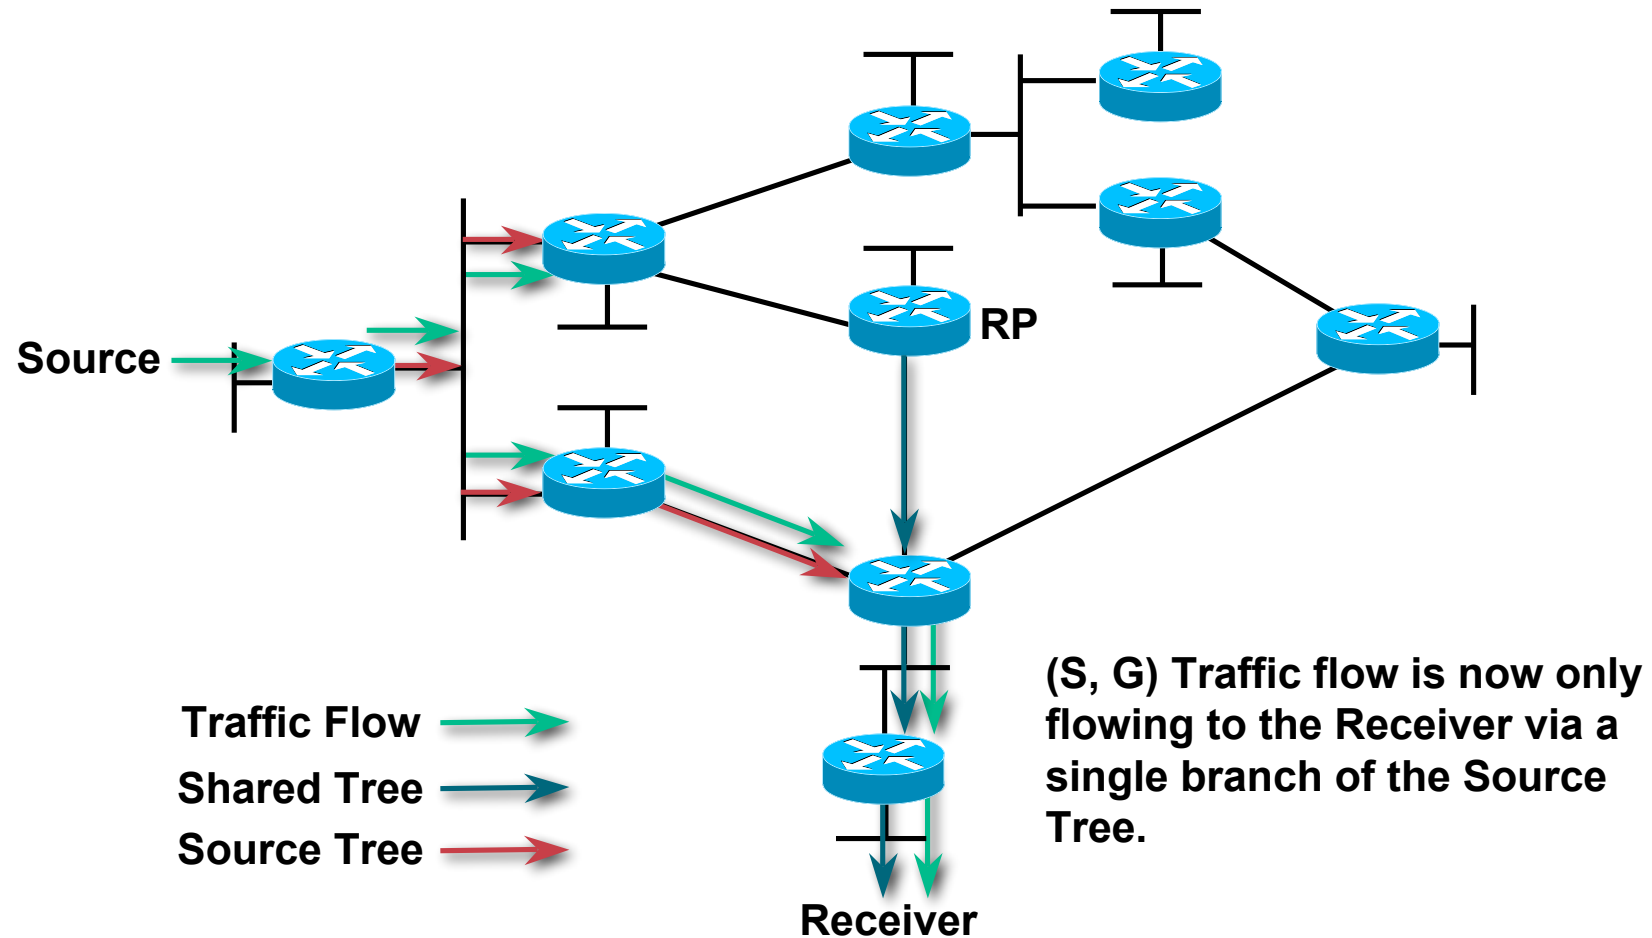 RP
Source
(S, G) Traffic flow is now only
flowing to the Receiver via a
single branch of the Source
Tree.
Traffic Flow
Shared Tree
Source Tree
Receiver